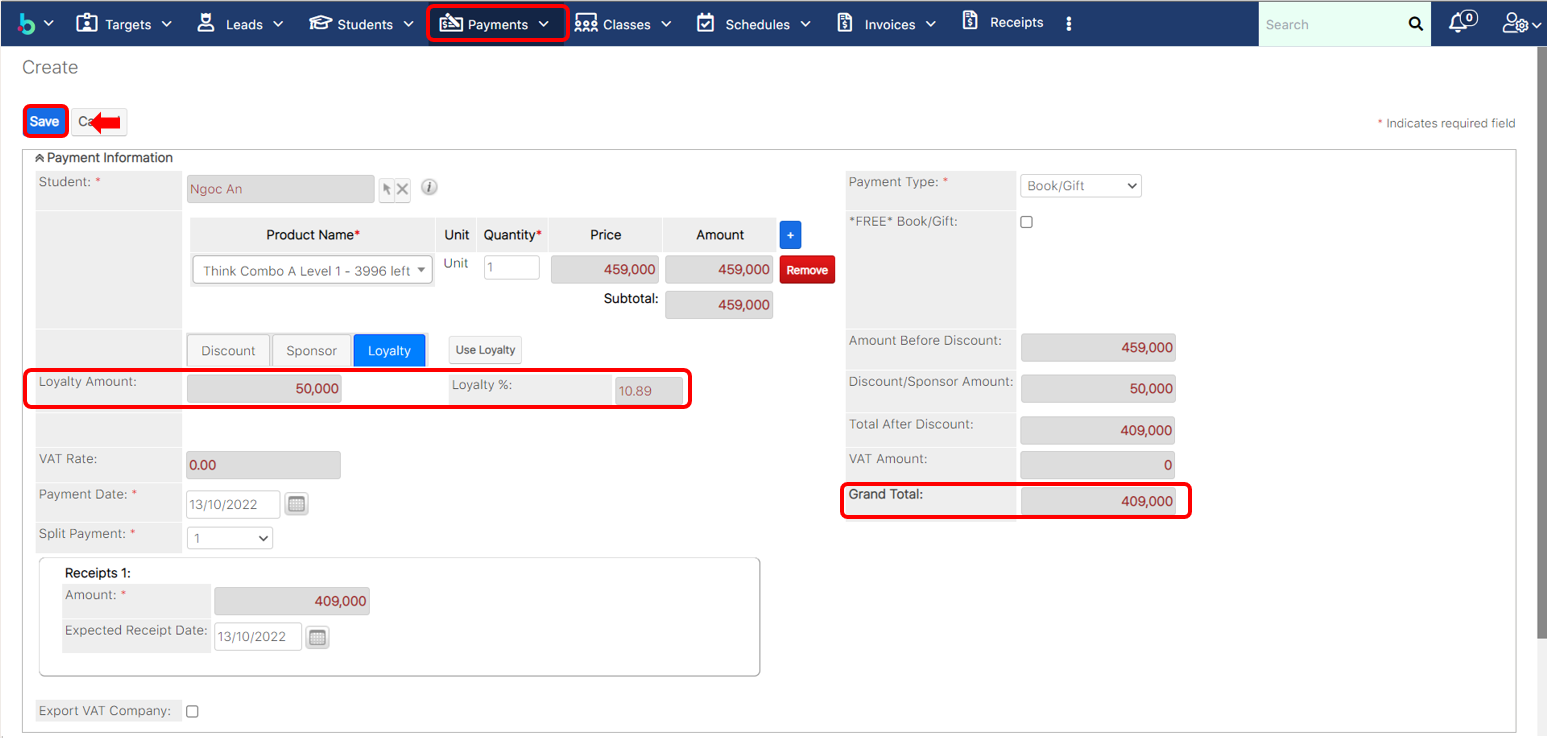 Targets Leads Students Payments Classes Schedules Invoices Receipts Search 0
Create
Save
* Indicates required field
Payment Information
Student: * Ngoc An i
Payment Type: * Book/Gift
*FREE* Book/Gift:
Product Name* Unit Quantity* Price Amount +
Think Combo A Level 1 - 3996 left Unit 1 459,000 459,000 Remove
Subtotal: 459,000
Discount Sponsor Loyalty Use Loyalty
Amount Before Discount: 459,000
Loyalty Amount: 50,000 Loyalty %: 10.89
Discount/Sponsor Amount: 50,000
Total After Discount: 409,000
VAT Rate: 0.00
VAT Amount: 0
Payment Date: * 13/10/2022
Grand Total: 409,000
Split Payment: * 1
Receipts 1:
Amount: * 409,000
Expected Receipt Date: 13/10/2022
Export VAT Company: